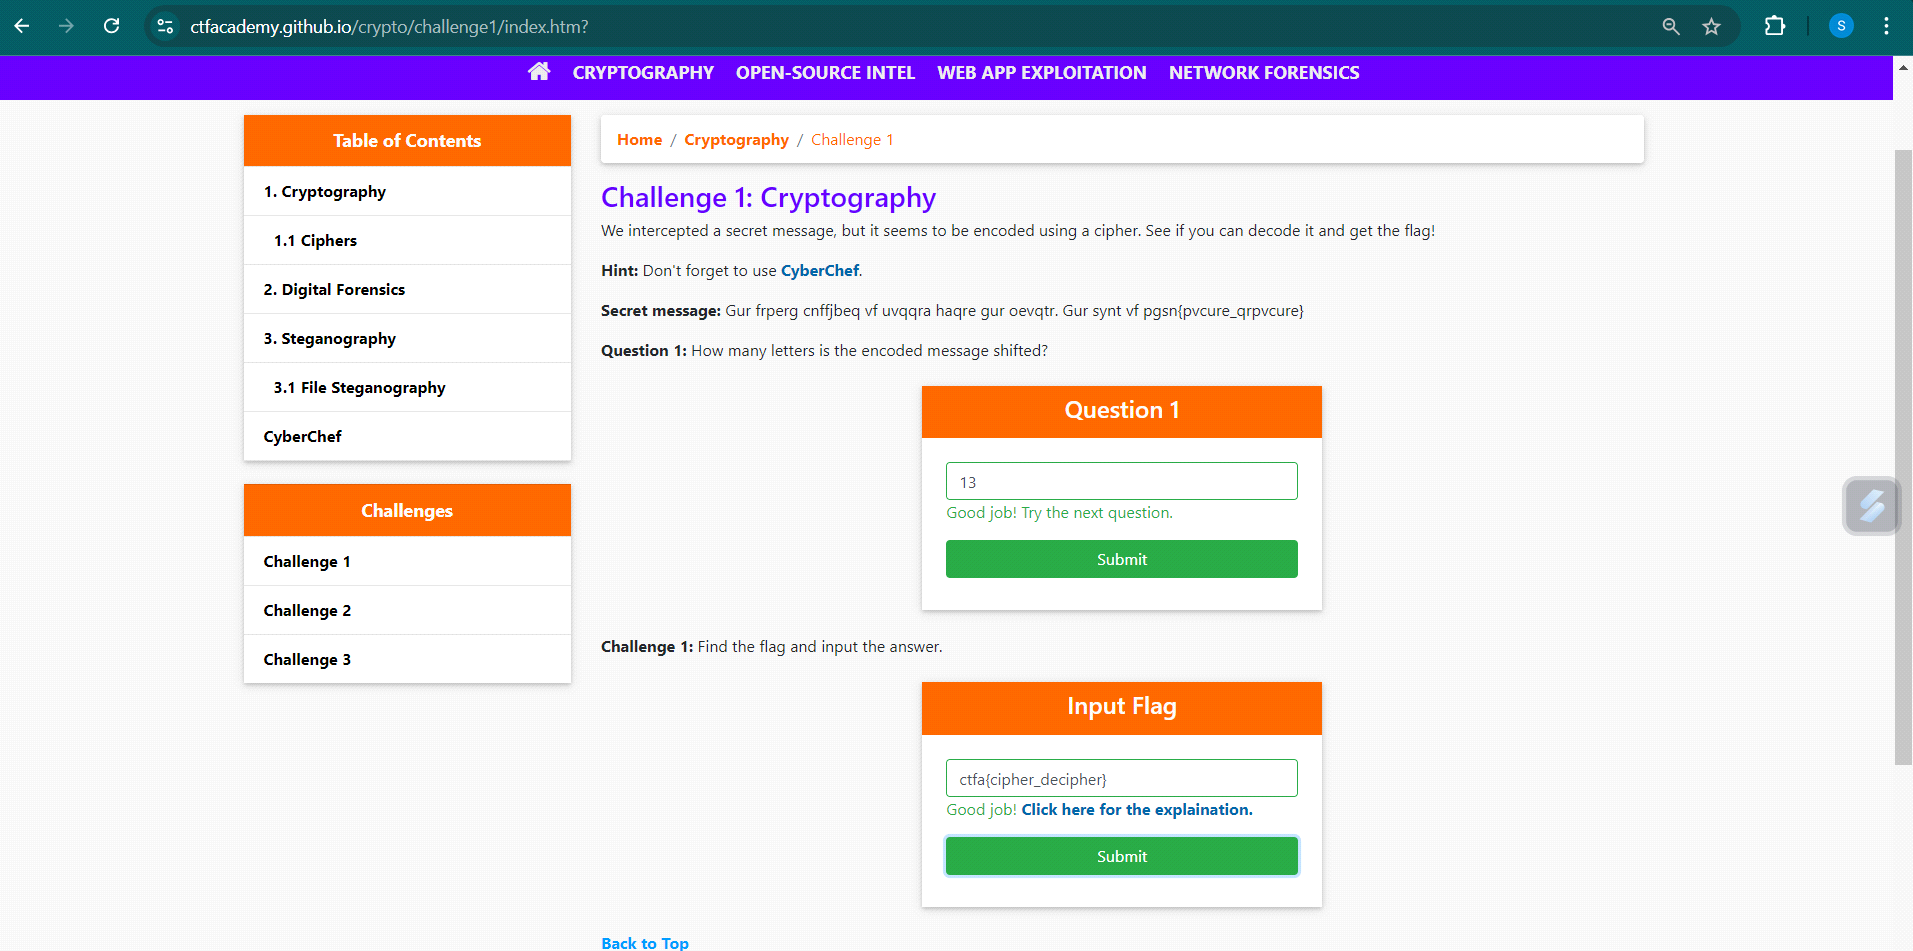 ctfacademy.github.io/crypto/challenge1/index.htm?
S
CRYPTOGRAPHY OPEN-SOURCE INTEL WEB APP EXPLOITATION NETWORK FORENSICS
Table of Contents
1. Cryptography
1.1 Ciphers
2. Digital Forensics
3. Steganography
3.1 File Steganography
CyberChef
Challenges
Challenge 1
Challenge 2
Challenge 3
Home / Cryptography / Challenge 1
Challenge 1: Cryptography
We intercepted a secret message, but it seems to be encoded using a cipher. See if you can decode it and get the flag!
Hint: Don't forget to use CyberChef.
Secret message: Gur frperg cnffjbeq vf uvqqra haqre gur oevqtr. Gur synt vf pgsn{pvcure_qrpvcure}
Question 1: How many letters is the encoded message shifted?
Question 1
13
Good job! Try the next question.
Submit
Challenge 1: Find the flag and input the answer.
Input Flag
ctfa{cipher_decipher}
Good job! Click here for the explaination.
Submit
Back to Top